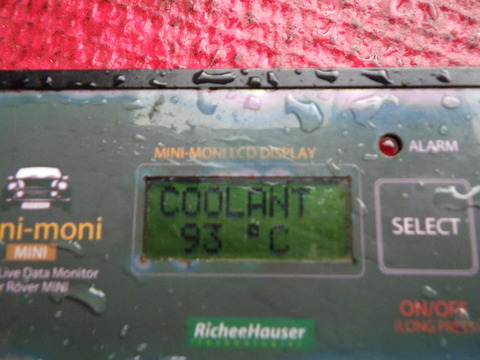 MINI-MONI LCD DISPLAY
ALARM
COOLANT
93 °C
SELECT
ni-moni
MINI
Live Data Monitor
r Rover MINI
ON/OFF
(LONG PRESS
RicheeHauser
Technologie